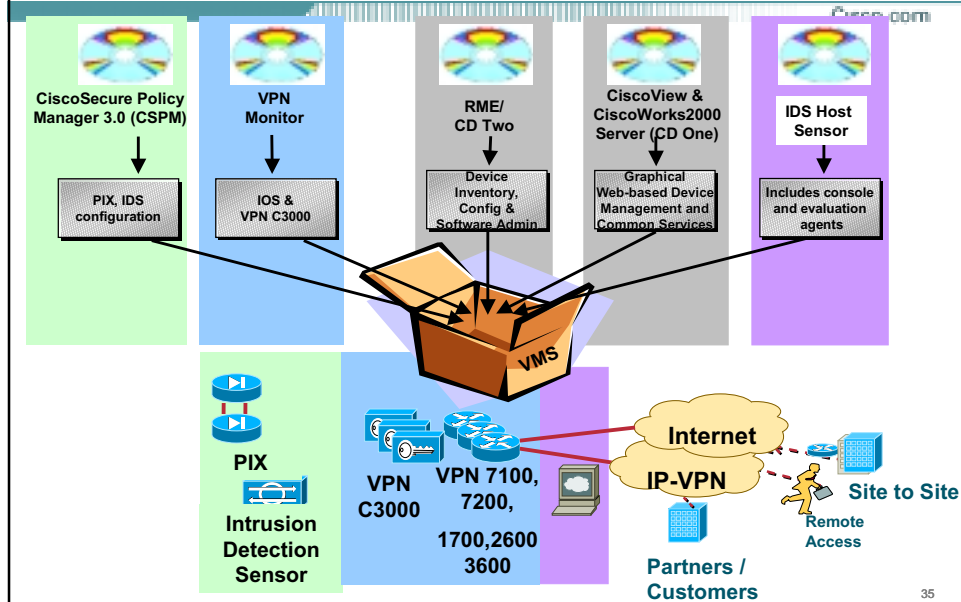 Cisco.com
CiscoSecure Policy
Manager 3.0 (CSPM)
VPN
Monitor
RME/
CD Two
CiscoView &
CiscoWorks2000
Server (CD One)
IDS Host
Sensor
PIX, IDS
configuration
IOS &
VPN C3000
Device
Inventory,
Config &
Software Admin
Graphical
Web-based Device
Management and
Common Services
Includes console
and evaluation
agents
VMS
PIX
Intrusion
Detection
Sensor
VPN
C3000
VPN 7100,
7200,
1700,2600
3600
Internet
IP-VPN
Site to Site
Remote
Access
Partners /
Customers
35